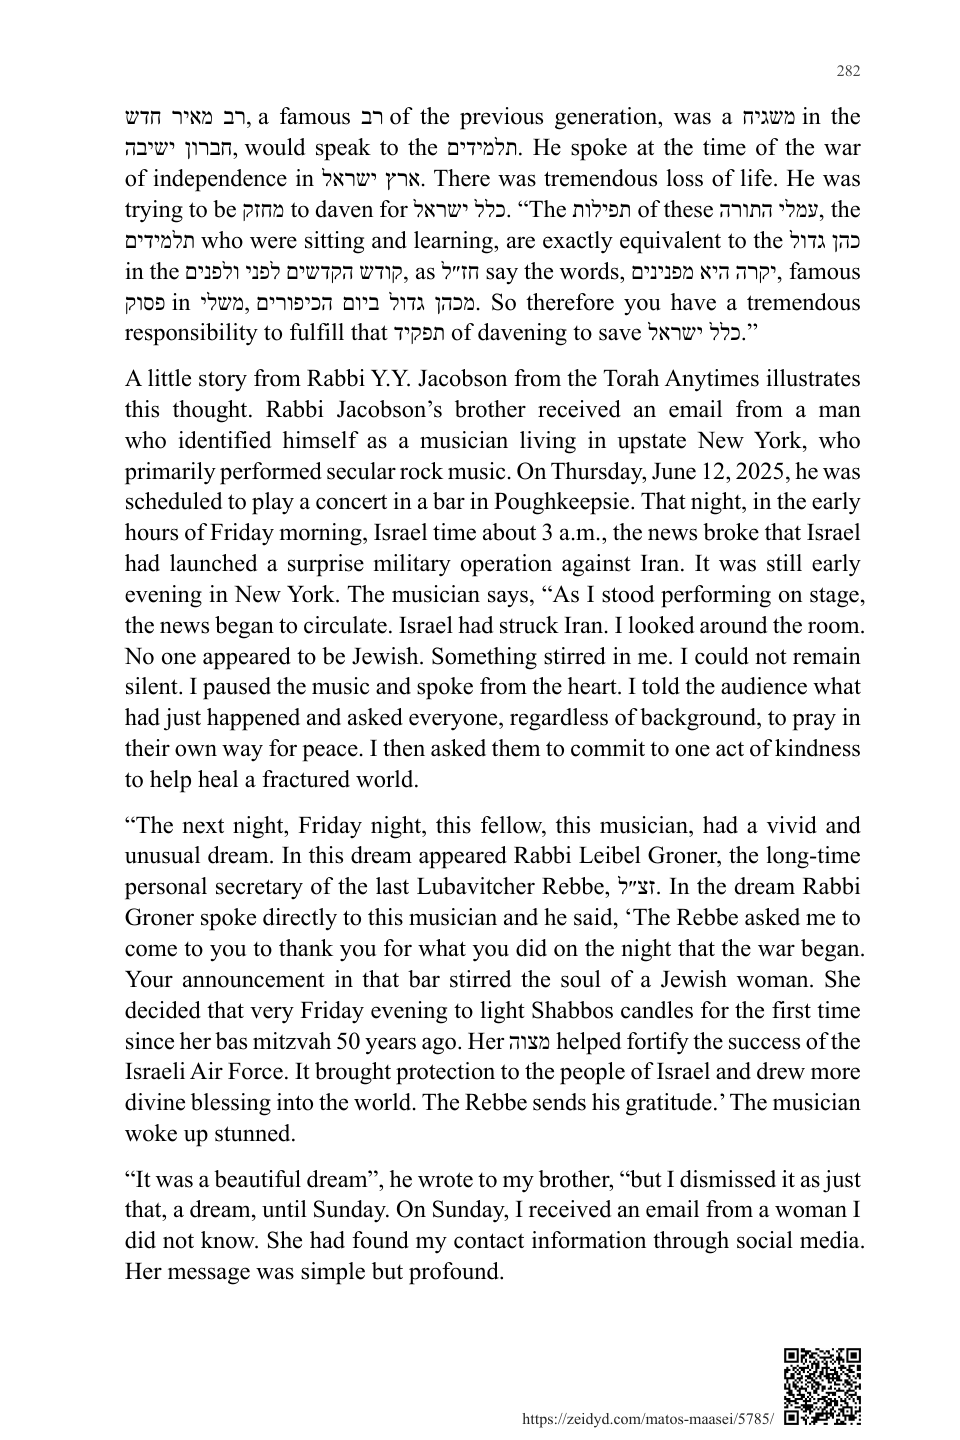 282
רב מאיר חדש, a famous רב of the previous generation, was a משגיח in the
חברון ישיבה, would speak to the תלמידים. He spoke at the time of the war
of independence in ארץ ישראל. There was tremendous loss of life. He was
trying to be מחזק to daven for כלל ישראל. “The תפילות of these עמלי התורה, the
תלמידים who were sitting and learning, are exactly equivalent to the כהן גדול
in the קודש הקדשים לפני ולפנים, as חז״ל say the words, יקרה היא מפנינים, famous
פסוק in משלי, מכהן גדול ביום הכיפורים. So therefore you have a tremendous
responsibility to fulfill that תפקיד of davening to save כלל ישראל.”
A little story from Rabbi Y.Y. Jacobson from the Torah Anytimes illustrates
this thought. Rabbi Jacobson’s brother received an email from a man
who identified himself as a musician living in upstate New York, who
primarily performed secular rock music. On Thursday, June 12, 2025, he was
scheduled to play a concert in a bar in Poughkeepsie. That night, in the early
hours of Friday morning, Israel time about 3 a.m., the news broke that Israel
had launched a surprise military operation against Iran. It was still early
evening in New York. The musician says, “As I stood performing on stage,
the news began to circulate. Israel had struck Iran. I looked around the room.
No one appeared to be Jewish. Something stirred in me. I could not remain
silent. I paused the music and spoke from the heart. I told the audience what
had just happened and asked everyone, regardless of background, to pray in
their own way for peace. I then asked them to commit to one act of kindness
to help heal a fractured world.
“The next night, Friday night, this fellow, this musician, had a vivid and
unusual dream. In this dream appeared Rabbi Leibel Groner, the long-time
personal secretary of the last Lubavitcher Rebbe, זצ״ל. In the dream Rabbi
Groner spoke directly to this musician and he said, ‘The Rebbe asked me to
come to you to thank you for what you did on the night that the war began.
Your announcement in that bar stirred the soul of a Jewish woman. She
decided that very Friday evening to light Shabbos candles for the first time
since her bas mitzvah 50 years ago. Her מצוה helped fortify the success of the
Israeli Air Force. It brought protection to the people of Israel and drew more
divine blessing into the world. The Rebbe sends his gratitude.’ The musician
woke up stunned.
“It was a beautiful dream”, he wrote to my brother, “but I dismissed it as just
that, a dream, until Sunday. On Sunday, I received an email from a woman I
did not know. She had found my contact information through social media.
Her message was simple but profound.
https://zeidyd.com/matos-maasei/5785/